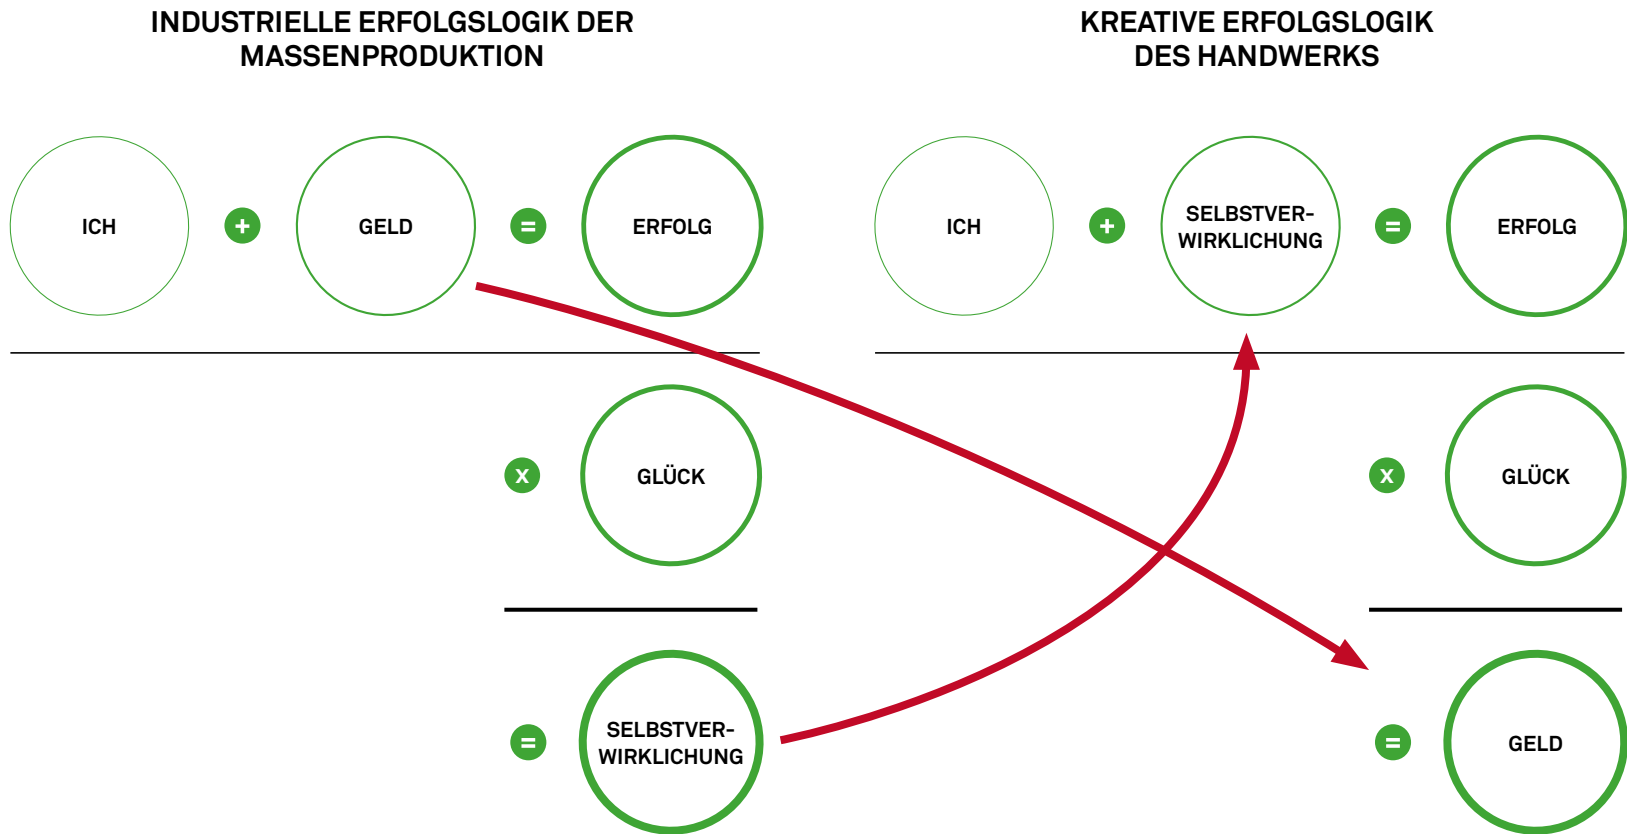 INDUSTRIELLE ERFOLGSLOGIK DER
MASSENPRODUKTION
ICH
+
GELD
=
ERFOLG
x
GLÜCK
=
SELBSTVER-
WIRKLICHUNG
KREATIVE ERFOLGSLOGIK
DES HANDWERKS
ICH
+
SELBSTVER-
WIRKLICHUNG
=
ERFOLG
x
GLÜCK
=
GELD